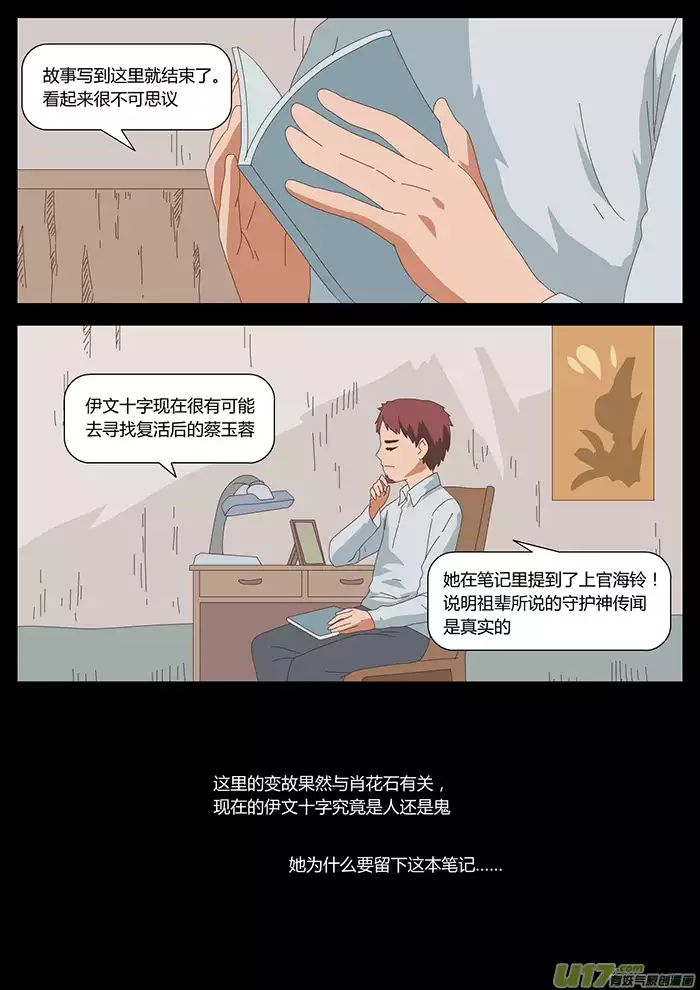 故事写到这里就结束了。
看起来很不可思议
伊文十字现在很有可能
去寻找复活后的蔡玉蓉
她在笔记里提到了上官海铃！
说明祖辈所说的守护神传闻
是真实的
这里的变故果然与肖花石有关，
现在的伊文十字究竟是人还是鬼
她为什么要留下这本笔记……
U17.com
有妖气原创漫画